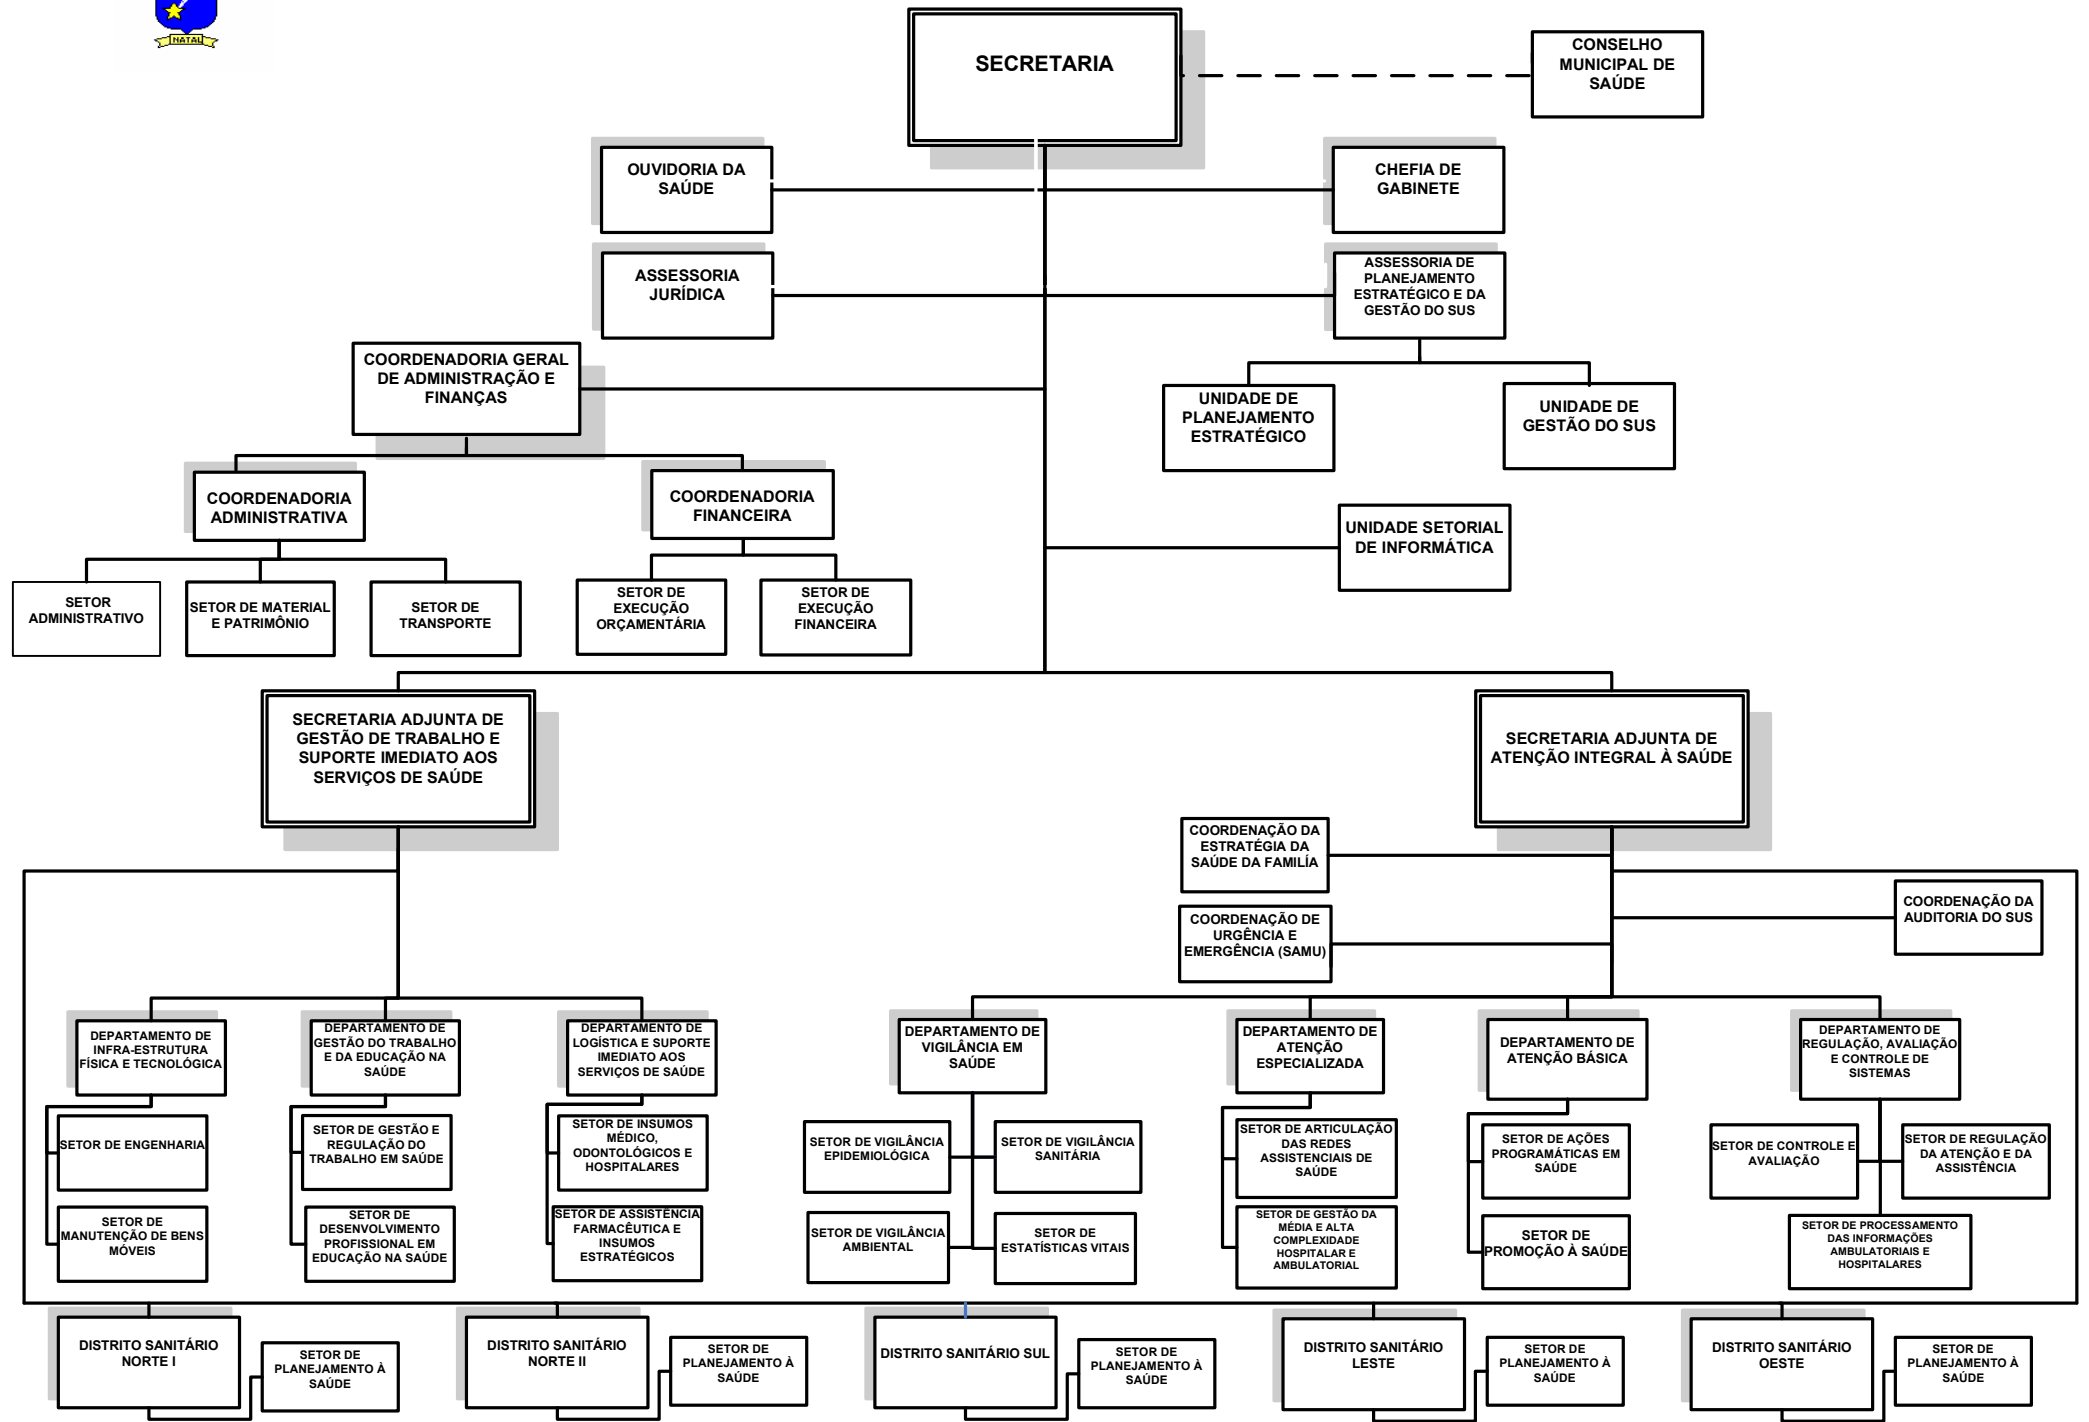 NATAL
SECRETARIA
CONSELHO
MUNICIPAL DE
SAÚDE
OUVIDORIA DA
SAÚDE
CHEFIA DE
GABINETE
ASSESSORIA
JURÍDICA
ASSESSORIA DE
PLANEJAMENTO
ESTRATÉGICO E DA
GESTÃO DO SUS
COORDENADORIA GERAL
DE ADMINISTRAÇÃO E
FINANÇAS
UNIDADE DE
PLANEJAMENTO
ESTRATÉGICO
UNIDADE DE
GESTÃO DO SUS
COORDENADORIA
ADMINISTRATIVA
COORDENADORIA
FINANCEIRA
UNIDADE SETORIAL
DE INFORMÁTICA
SETOR
ADMINISTRATIVO
SETOR DE MATERIAL
E PATRIMÔNIO
SETOR DE
TRANSPORTE
SETOR DE
EXECUÇÃO
ORÇAMENTÁRIA
SETOR DE
EXECUÇÃO
FINANCEIRA
SECRETARIA ADJUNTA DE
GESTÃO DE TRABALHO E
SUPORTE IMEDIATO AOS
SERVIÇOS DE SAÚDE
SECRETARIA ADJUNTA DE
ATENÇÃO INTEGRAL À SAÚDE
COORDENAÇÃO DA
ESTRATÉGIA DA
SAÚDE DA FAMILÍA
COORDENAÇÃO DA
AUDITORIA DO SUS
COORDENAÇÃO DE
URGÊNCIA E
EMERGÊNCIA (SAMU)
DEPARTAMENTO DE
INFRA-ESTRUTURA
FÍSICA E TECNOLÓGICA
DEPARTAMENTO DE
GESTÃO DO TRABALHO
E DA EDUCAÇÃO NA
SAÚDE
DEPARTAMENTO DE
LOGÍSTICA E SUPORTE
IMEDIATO AOS
SERVIÇOS DE SAÚDE
DEPARTAMENTO DE
VIGILÂNCIA EM
SAÚDE
DEPARTAMENTO DE
ATENÇÃO
ESPECIALIZADA
DEPARTAMENTO DE
ATENÇÃO BÁSICA
DEPARTAMENTO DE
REGULAÇÃO, AVALIAÇÃO
E CONTROLE DE
SISTEMAS
SETOR DE ENGENHARIA
SETOR DE GESTÃO E
REGULAÇÃO DO
TRABALHO EM SAÚDE
SETOR DE INSUMOS
MÉDICO,
ODONTOLÓGICOS E
HOSPITALARES
SETOR DE VIGILÂNCIA
EPIDEMIOLÓGICA
SETOR DE VIGILÂNCIA
SANITÁRIA
SETOR DE ARTICULAÇÃO
DAS REDES
ASSISTENCIAIS DE
SAÚDE
SETOR DE AÇÕES
PROGRAMÁTICAS EM
SAÚDE
SETOR DE CONTROLE E
AVALIAÇÃO
SETOR DE REGULAÇÃO
DA ATENÇÃO E DA
ASSISTÊNCIA
SETOR DE
MANUTENÇÃO DE BENS
MÓVEIS
SETOR DE
DESENVOLVIMENTO
PROFISSIONAL EM
EDUCAÇÃO NA SAÚDE
SETOR DE ASSISTÊNCIA
FARMACÊUTICA E
INSUMOS
ESTRATÉGICOS
SETOR DE VIGILÂNCIA
AMBIENTAL
SETOR DE
ESTATÍSTICAS VITAIS
SETOR DE GESTÃO DA
MÉDIA E ALTA
COMPLEXIDADE
HOSPITALAR E
AMBULATORIAL
SETOR DE
PROMOÇÃO À SAÚDE
SETOR DE PROCESSAMENTO
DAS INFORMAÇÕES
AMBULATORIAIS E
HOSPITALARES
DISTRITO SANITÁRIO
NORTE I
SETOR DE
PLANEJAMENTO À
SAÚDE
DISTRITO SANITÁRIO
NORTE II
SETOR DE
PLANEJAMENTO À
SAÚDE
DISTRITO SANITÁRIO SUL
SETOR DE
PLANEJAMENTO À
SAÚDE
DISTRITO SANITÁRIO
LESTE
SETOR DE
PLANEJAMENTO À
SAÚDE
DISTRITO SANITÁRIO
OESTE
SETOR DE
PLANEJAMENTO À
SAÚDE